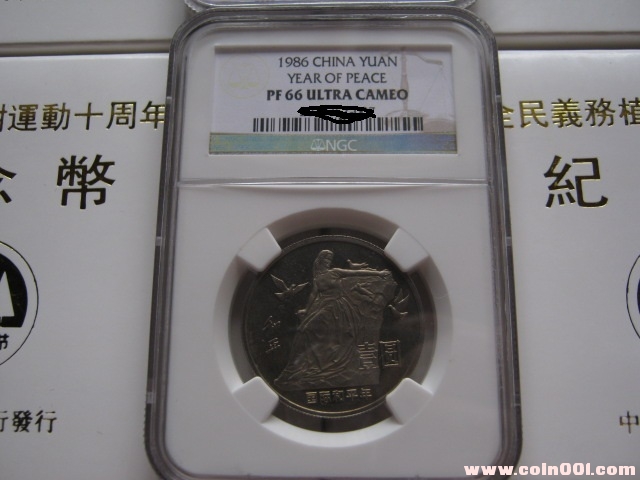 1986 CHINA YUAN
YEAR OF PEACE
PF 66 ULTRA CAMEO
NGC
運動十周年
幣
行發行
全民義務植
紀
中
壹圓
国际和平年
www.coin001.com